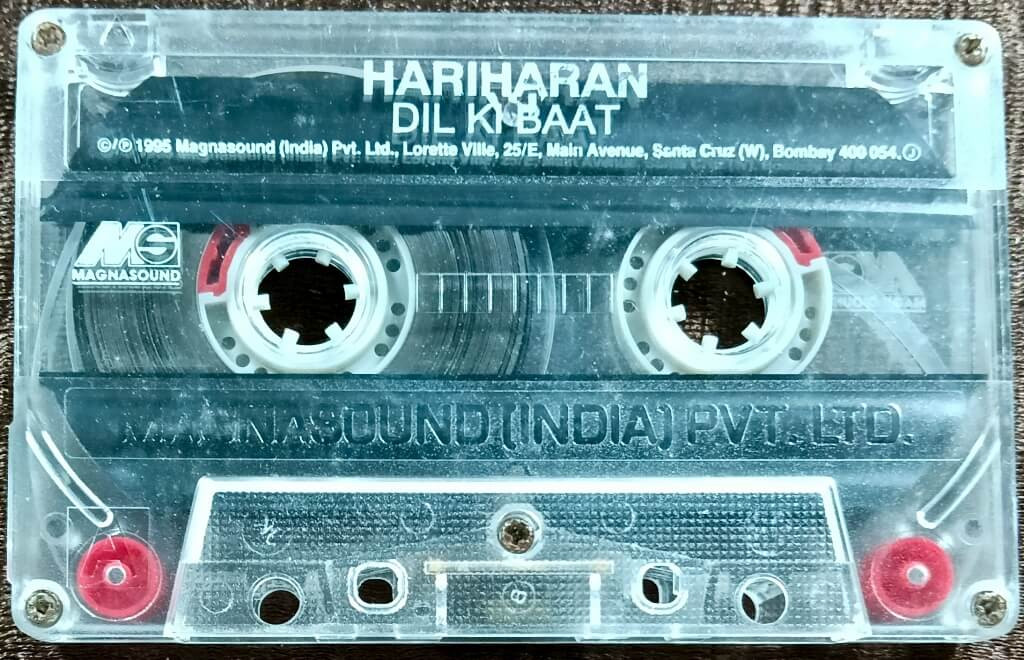 HARIHARAN
DIL KI BAAT
©/℗ 1995 Magnasound (India) Pvt. Ltd., Lorette Ville, 25/E, Main Avenue, Santa Cruz (W), Bombay 400 054.
MS
MAGNASOUND
MAGNASOUND (INDIA) PVT. LTD.